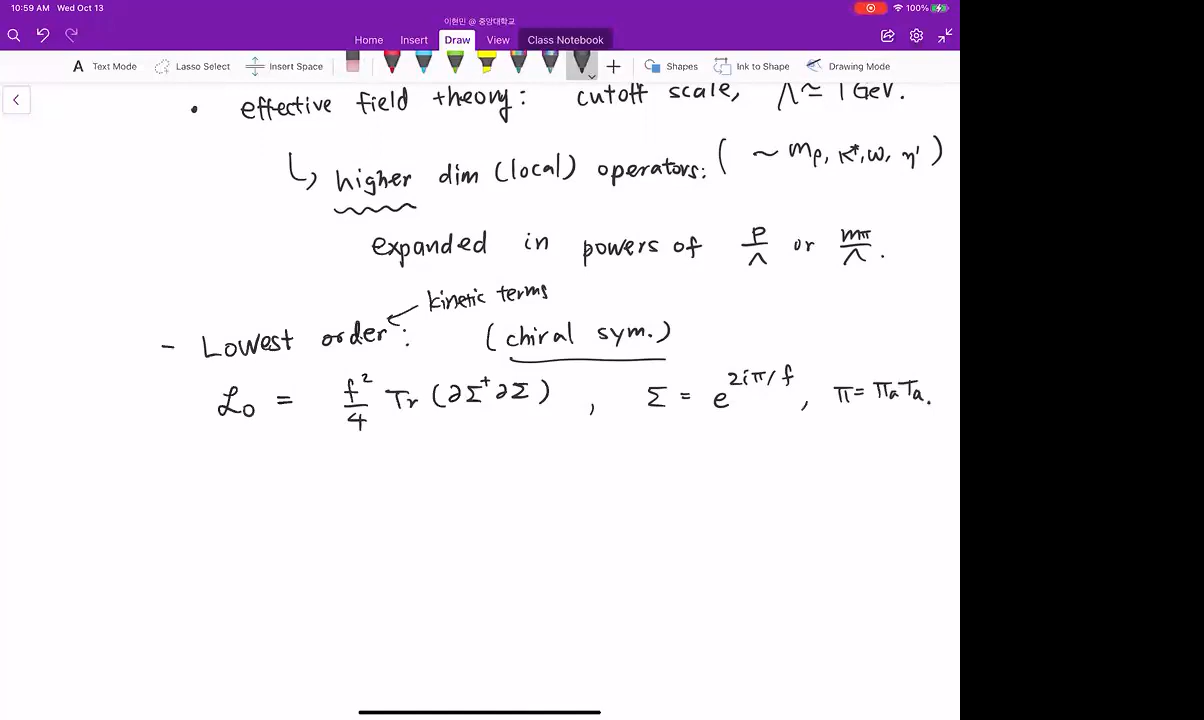 10:59 AM Wed Oct 13
100%
이현민 @ 중앙대학교
Home Insert Draw View Class Notebook
Text Mode Lasso Select Insert Space Shapes Ink to Shape Drawing Mode
• effective field theory: cutoff scale, Λ ≃ 1 GeV.
↳ higher dim (local) operators: ( ~ mρ, K*, ω, η' )
expanded in powers of p/Λ or mπ/Λ.
kinetic terms
- Lowest order: (chiral sym.)
ℒ₀ = f²/4 Tr (∂Σ†∂Σ), Σ = e^{2iπ/f}, π = πₐTₐ.